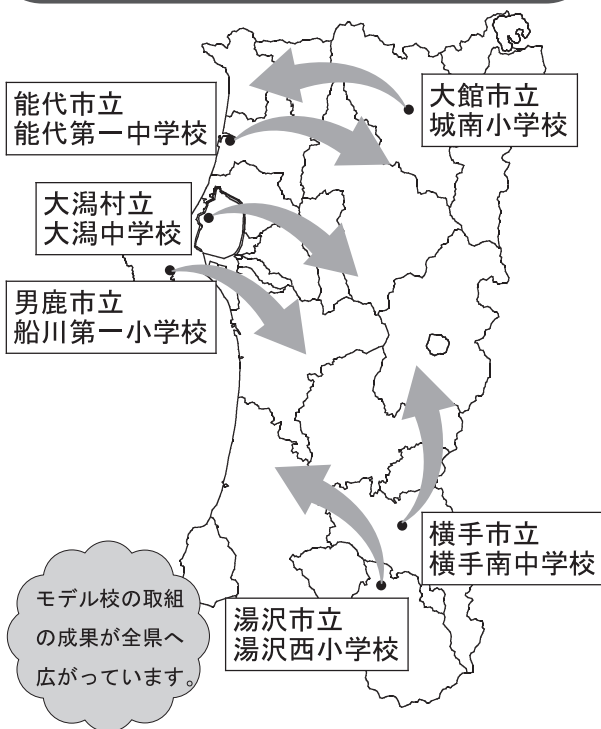 能代市立
能代第一中学校
大館市立
城南小学校
大潟村立
大潟中学校
男鹿市立
船川第一小学校
横手市立
横手南中学校
湯沢市立
湯沢西小学校
モデル校の取組
の成果が全県へ
広がっています。